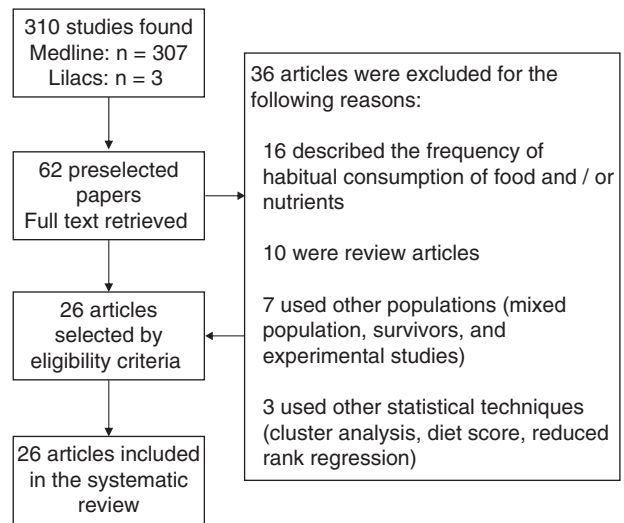 310 studies found
Medline: n = 307
Lilacs: n = 3
62 preselected
papers
Full text retrieved
26 articles
selected by
eligibility criteria
26 articles included
in the systematic
review
36 articles were excluded for the
following reasons:
16 described the frequency of
habitual consumption of food and / or
nutrients
10 were review articles
7 used other populations (mixed
population, survivors, and
experimental studies)
3 used other statistical techniques
(cluster analysis, diet score, reduced
rank regression)